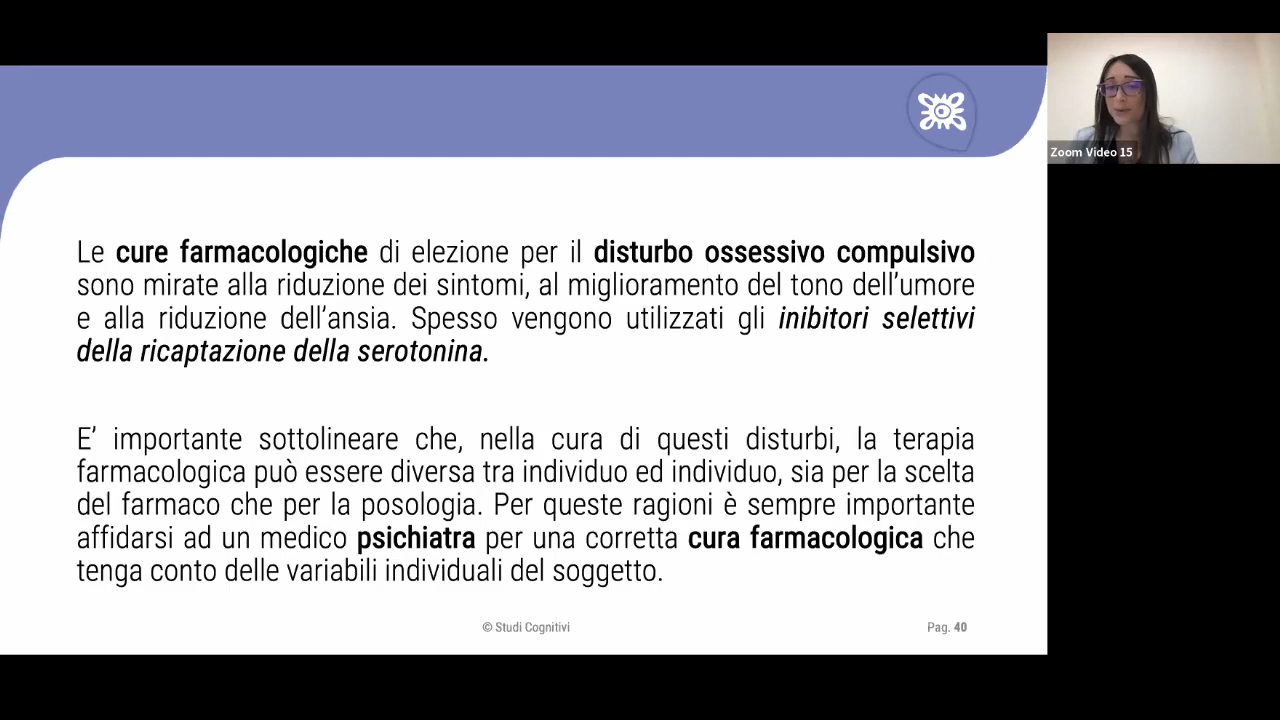 Zoom Video 15
Le cure farmacologiche di elezione per il disturbo ossessivo compulsivo
sono mirate alla riduzione dei sintomi, al miglioramento del tono dell’umore
e alla riduzione dell’ansia. Spesso vengono utilizzati gli inibitori selettivi
della ricaptazione della serotonina.
E’ importante sottolineare che, nella cura di questi disturbi, la terapia
farmacologica può essere diversa tra individuo ed individuo, sia per la scelta
del farmaco che per la posologia. Per queste ragioni è sempre importante
affidarsi ad un medico psichiatra per una corretta cura farmacologica che
tenga conto delle variabili individuali del soggetto.
© Studi Cognitivi
Pag. 40